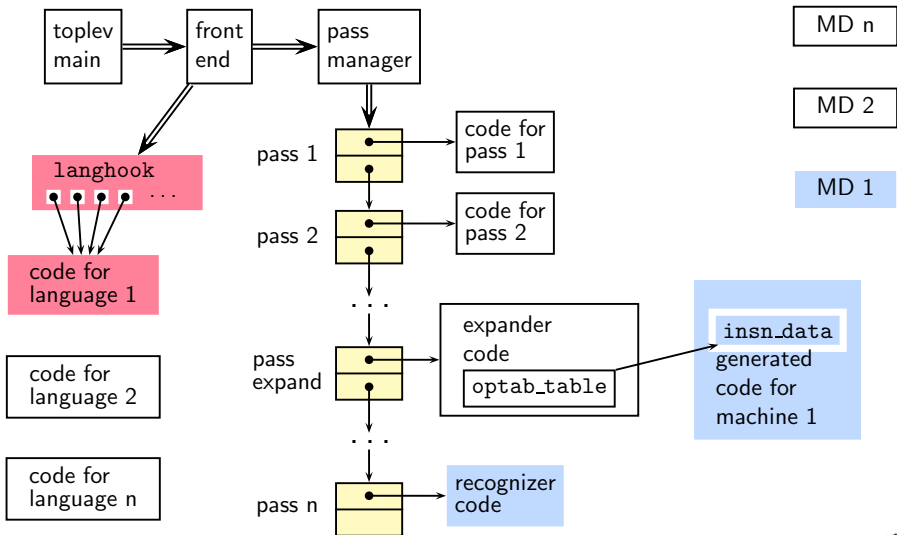 toplev
main
front
end
pass
manager
MD n
MD 2
MD 1
langhook
. . .
code for
language 1
code for
language 2
code for
language n
pass 1
code for
pass 1
pass 2
code for
pass 2
. . .
pass
expand
expander
code
optab_table
insn_data
generated
code for
machine 1
. . .
pass n
recognizer
code